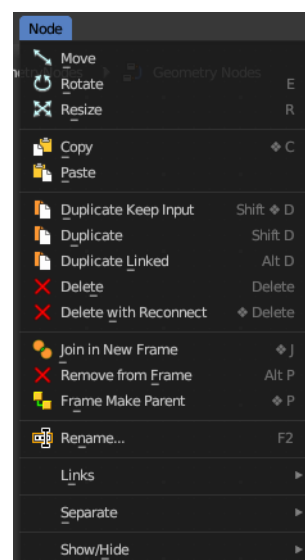 Node
Move
Geometry Nodes
Rotate E
Resize R
Copy ❖ C
Paste
Duplicate Keep Input Shift ❖ D
Duplicate Shift D
Duplicate Linked Alt D
Delete Delete
Delete with Reconnect ❖ Delete
Join in New Frame ❖ J
Remove from Frame Alt P
Frame Make Parent ❖ P
Rename... F2
Links
Separate
Show/Hide